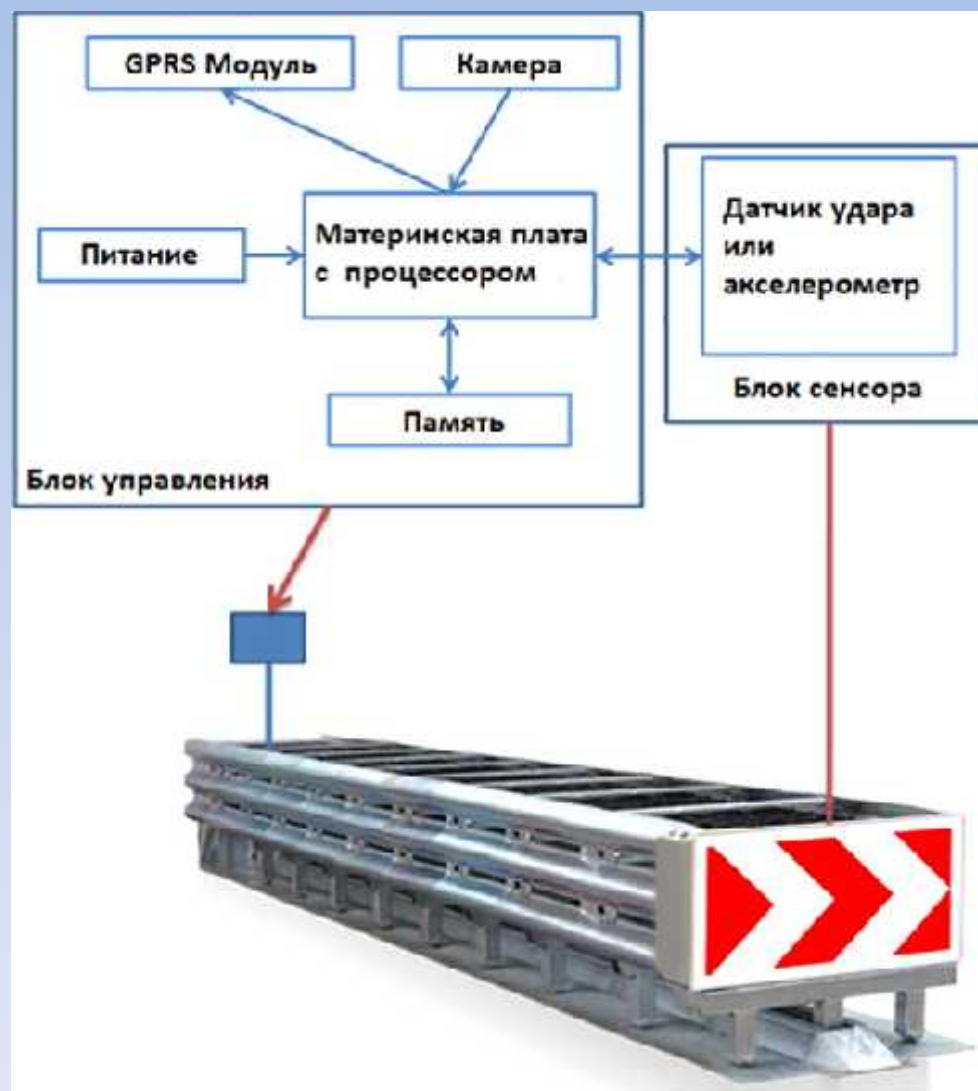 GPRS Модуль
Камера
Питание
Материнская плата
с процессором
Память
Блок управления
Датчик удара
или
акселерометр
Блок сенсора